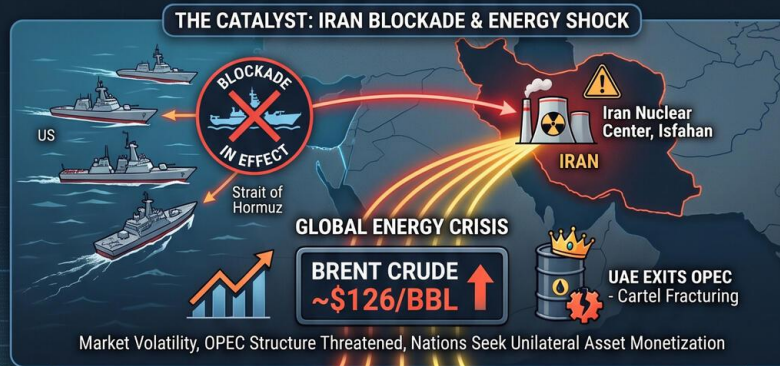 THE CATALYST: IRAN BLOCKADE & ENERGY SHOCK
BLOCKADE
IN EFFECT
US
Strait of
Hormuz
Iran Nuclear
Center, Isfahan
IRAN
GLOBAL ENERGY CRISIS
BRENT CRUDE
~$126/BBL
UAE EXITS OPEC
- Cartel Fracturing
Market Volatility, OPEC Structure Threatened, Nations Seek Unilateral Asset Monetization